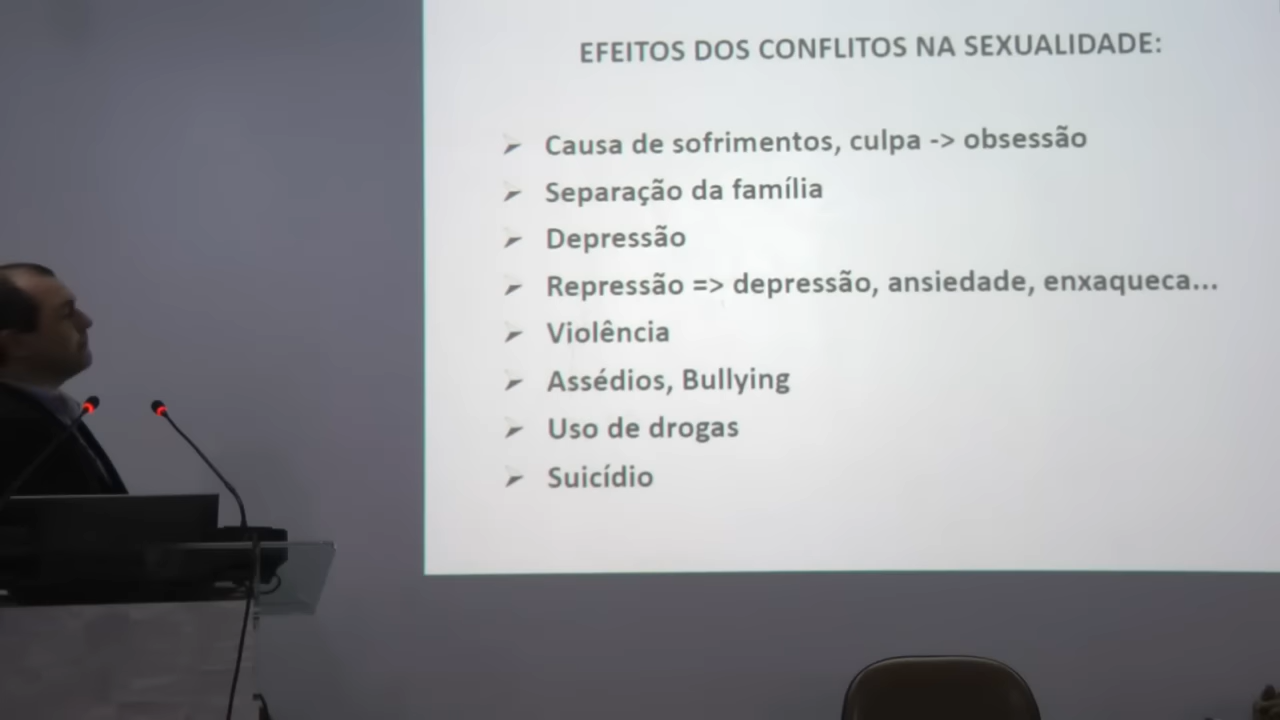 EFEITOS DOS CONFLITOS NA SEXUALIDADE:
Causa de sofrimentos, culpa -> obsessão
Separação da família
Depressão
Repressão => depressão, ansiedade, enxaqueca...
Violência
Assédios, Bullying
Uso de drogas
Suicídio